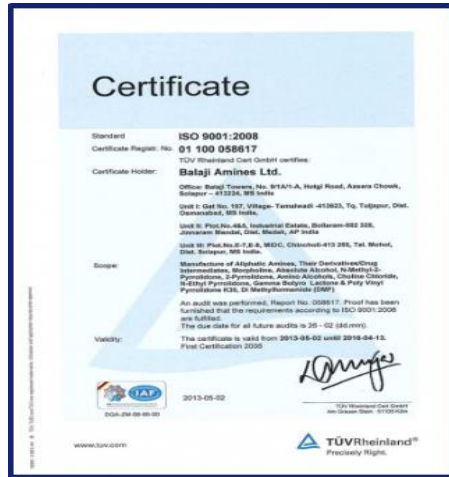 Certificate
Standard ISO 9001:2008
Certificate Registr. No. 01 100 058617
TÜV Rheinland Cert GmbH certifies:
Certificate Holder: Balaji Amines Ltd.
Office: Balaji Towers, No. 9/1A/1-A, Hotgi Road, Aasara Chowk,
Solapur – 413224, MS India
Unit I: Gat No. 197, Village- Tamalwadi -413623, Tq. Tuljapur, Dist.
Osmanabad, MS India
Unit II: Plot.No.4&5, Industrial Estate, Bollaram-502 325,
Jinnaram Mandal, Dist. Medak, AP India
Unit III: Plot.No.E-7,E-8, MIDC, Chincholi-413 255, Tal. Mohol,
Dist. Solapur, MS India.
Scope: Manufacture of Aliphatic Amines, Their Derivatives/Drug
Intermediates, Morpholine, Absolute Alcohol, N-Methyl-2-
Pyrrolidone, 2-Pyrrolidone, Amino Alcohols, Choline Chloride,
N-Ethyl Pyrrolidone, Gamma Butyro Lactone & Poly Vinyl
Pyrrolidone K30, Di Methylformamide (DMF)
An audit was performed, Report No. 058617. Proof has been
furnished that the requirements according to ISO 9001:2008
are fulfilled.
The due date for all future audits is 26 - 02 (dd.mm).
Validity: The certificate is valid from 2013-05-02 until 2016-04-13.
First Certification 2006
2013-05-02
IAF
TÜV Rheinland Cert GmbH
Am Grauen Stein · 51105 Köln
www.tuv.com
TÜVRheinland®
Precisely Right.